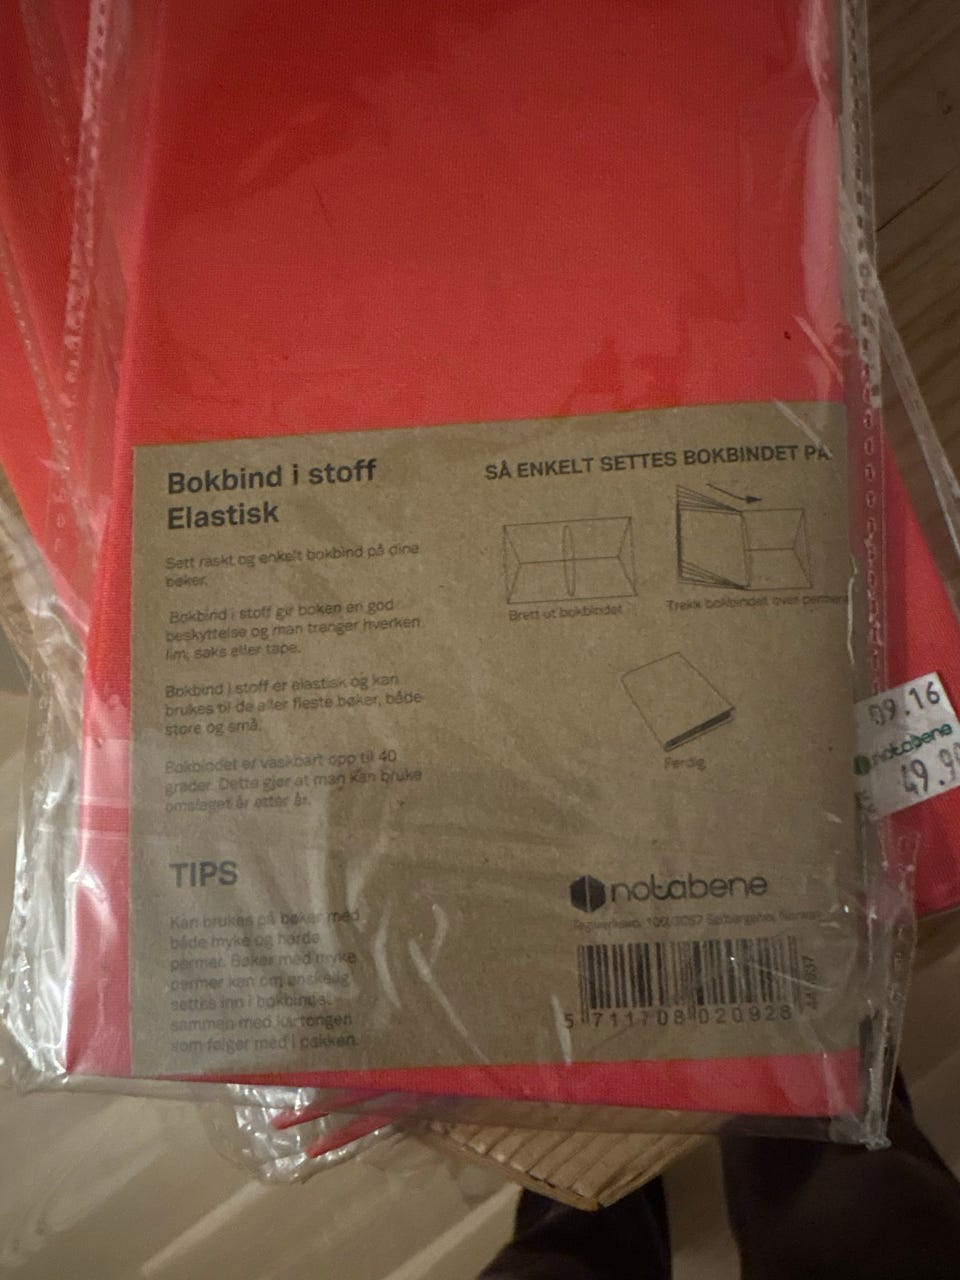 Bokbind i stoff
Elastisk
Sett raskt og enkelt bokbind på dine
bøker.
Bokbind i stoff gir boken en god
beskyttelse og man trenger hverken
lim, saks eller tape.
Bokbind i stoff er elastisk og kan
brukes til de aller fleste bøker, både
store og små.
Bokbindet er vaskbart opp til 40
grader. Dette gjør at man kan bruke
omslaget år etter år.
TIPS
Kan brukes på bøker med
både myke og harde
permer. Bøker med myke
permer kan om ønskelig
settes inn i bokbindet
sammen med kartongen
som følger med i pakken.
SÅ ENKELT SETTES BOKBINDET PÅ:
Brett ut bokbindet
Trekk bokbindet over permene
Ferdig
notabene
Norway
5 711708 020928
09.16
notabene
49.90